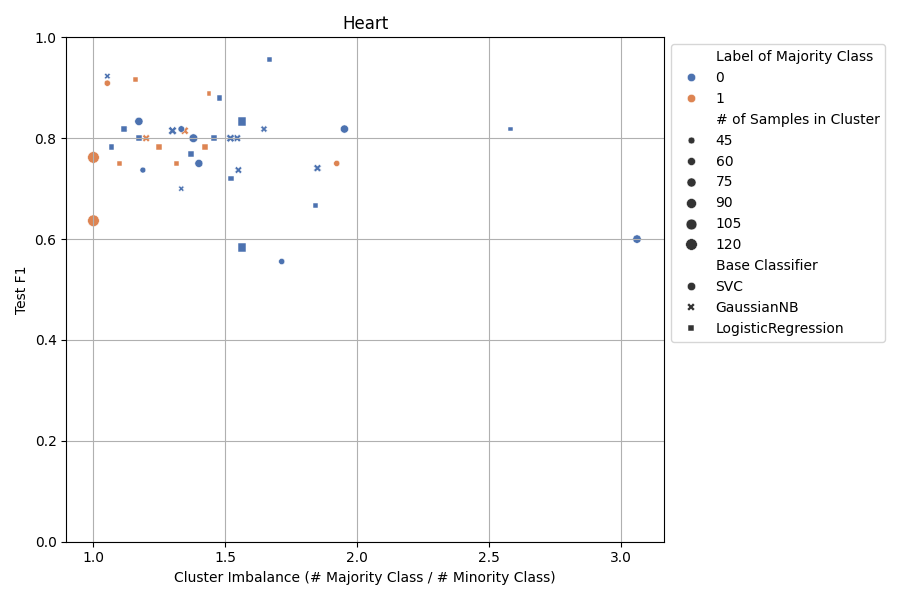 Heart
1.0
0.8
0.6
0.4
0.2
0.0
Test F1
1.0
1.5
2.0
2.5
3.0
Cluster Imbalance (# Majority Class / # Minority Class)
Label of Majority Class
0
1
# of Samples in Cluster
45
60
75
90
105
120
Base Classifier
SVC
GaussianNB
LogisticRegression